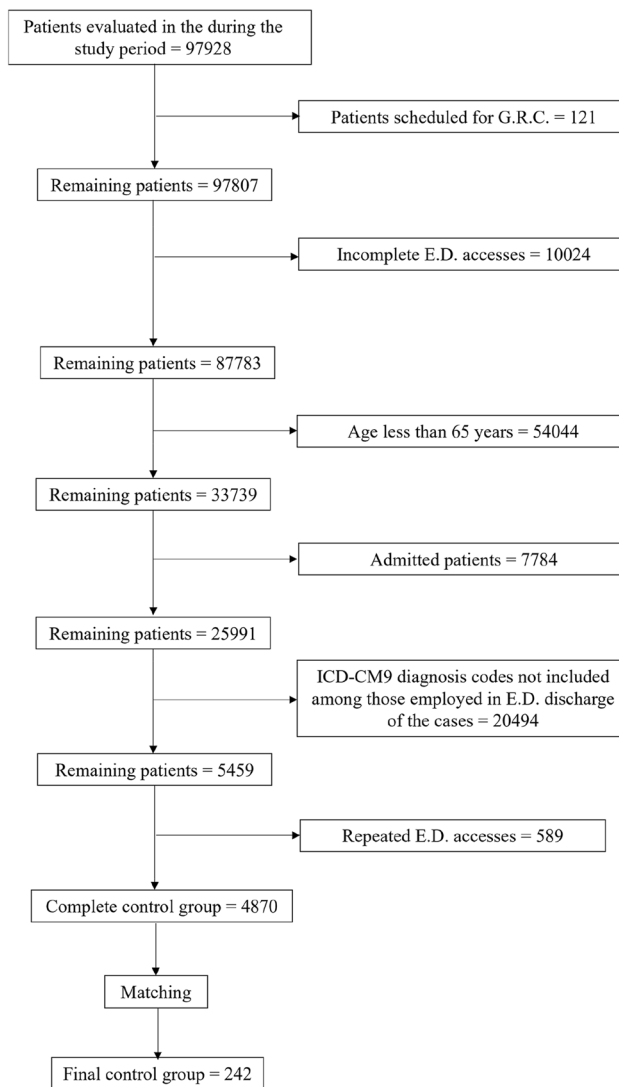 Patients evaluated in the during the
study period = 97928
Patients scheduled for G.R.C. = 121
Remaining patients = 97807
Incomplete E.D. accesses = 10024
Remaining patients = 87783
Age less than 65 years = 54044
Remaining patients = 33739
Admitted patients = 7784
Remaining patients = 25991
ICD-CM9 diagnosis codes not included
among those employed in E.D. discharge
of the cases = 20494
Remaining patients = 5459
Repeated E.D. accesses = 589
Complete control group = 4870
Matching
Final control group = 242